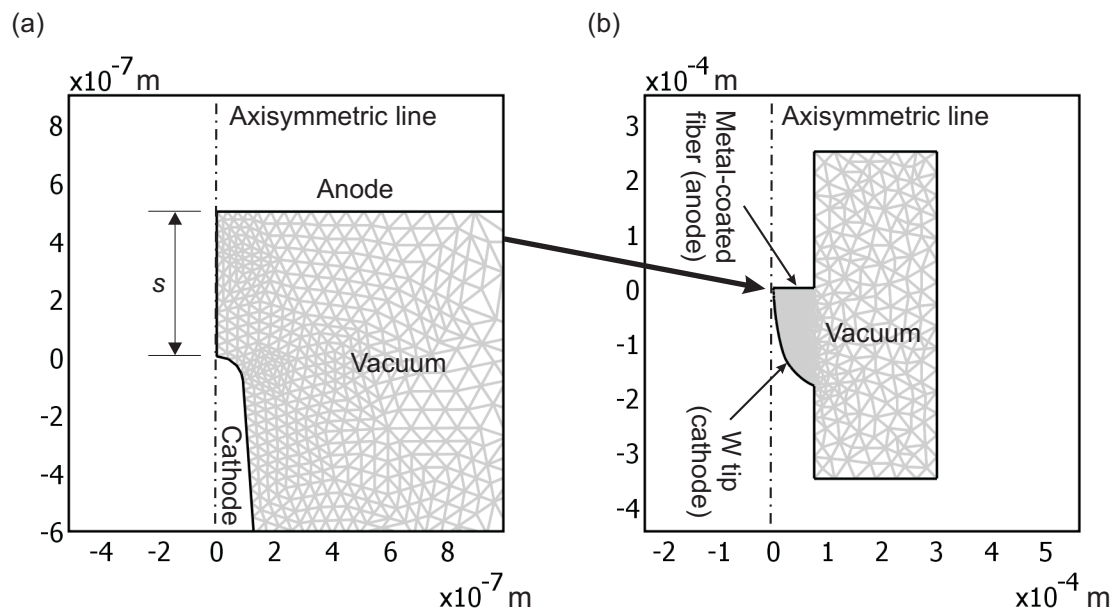 (a)
x10⁻⁷ m
Axisymmetric line
Anode
s
Vacuum
Cathode
8
6
4
2
0
-2
-4
-6
-4 -2 0 2 4 6 8
x10⁻⁷ m
(b)
x10⁻⁴ m
Axisymmetric line
Metal-coated
fiber (anode)
Vacuum
W tip
(cathode)
3
2
1
0
-1
-2
-3
-4
-2 -1 0 1 2 3 4 5
x10⁻⁴ m